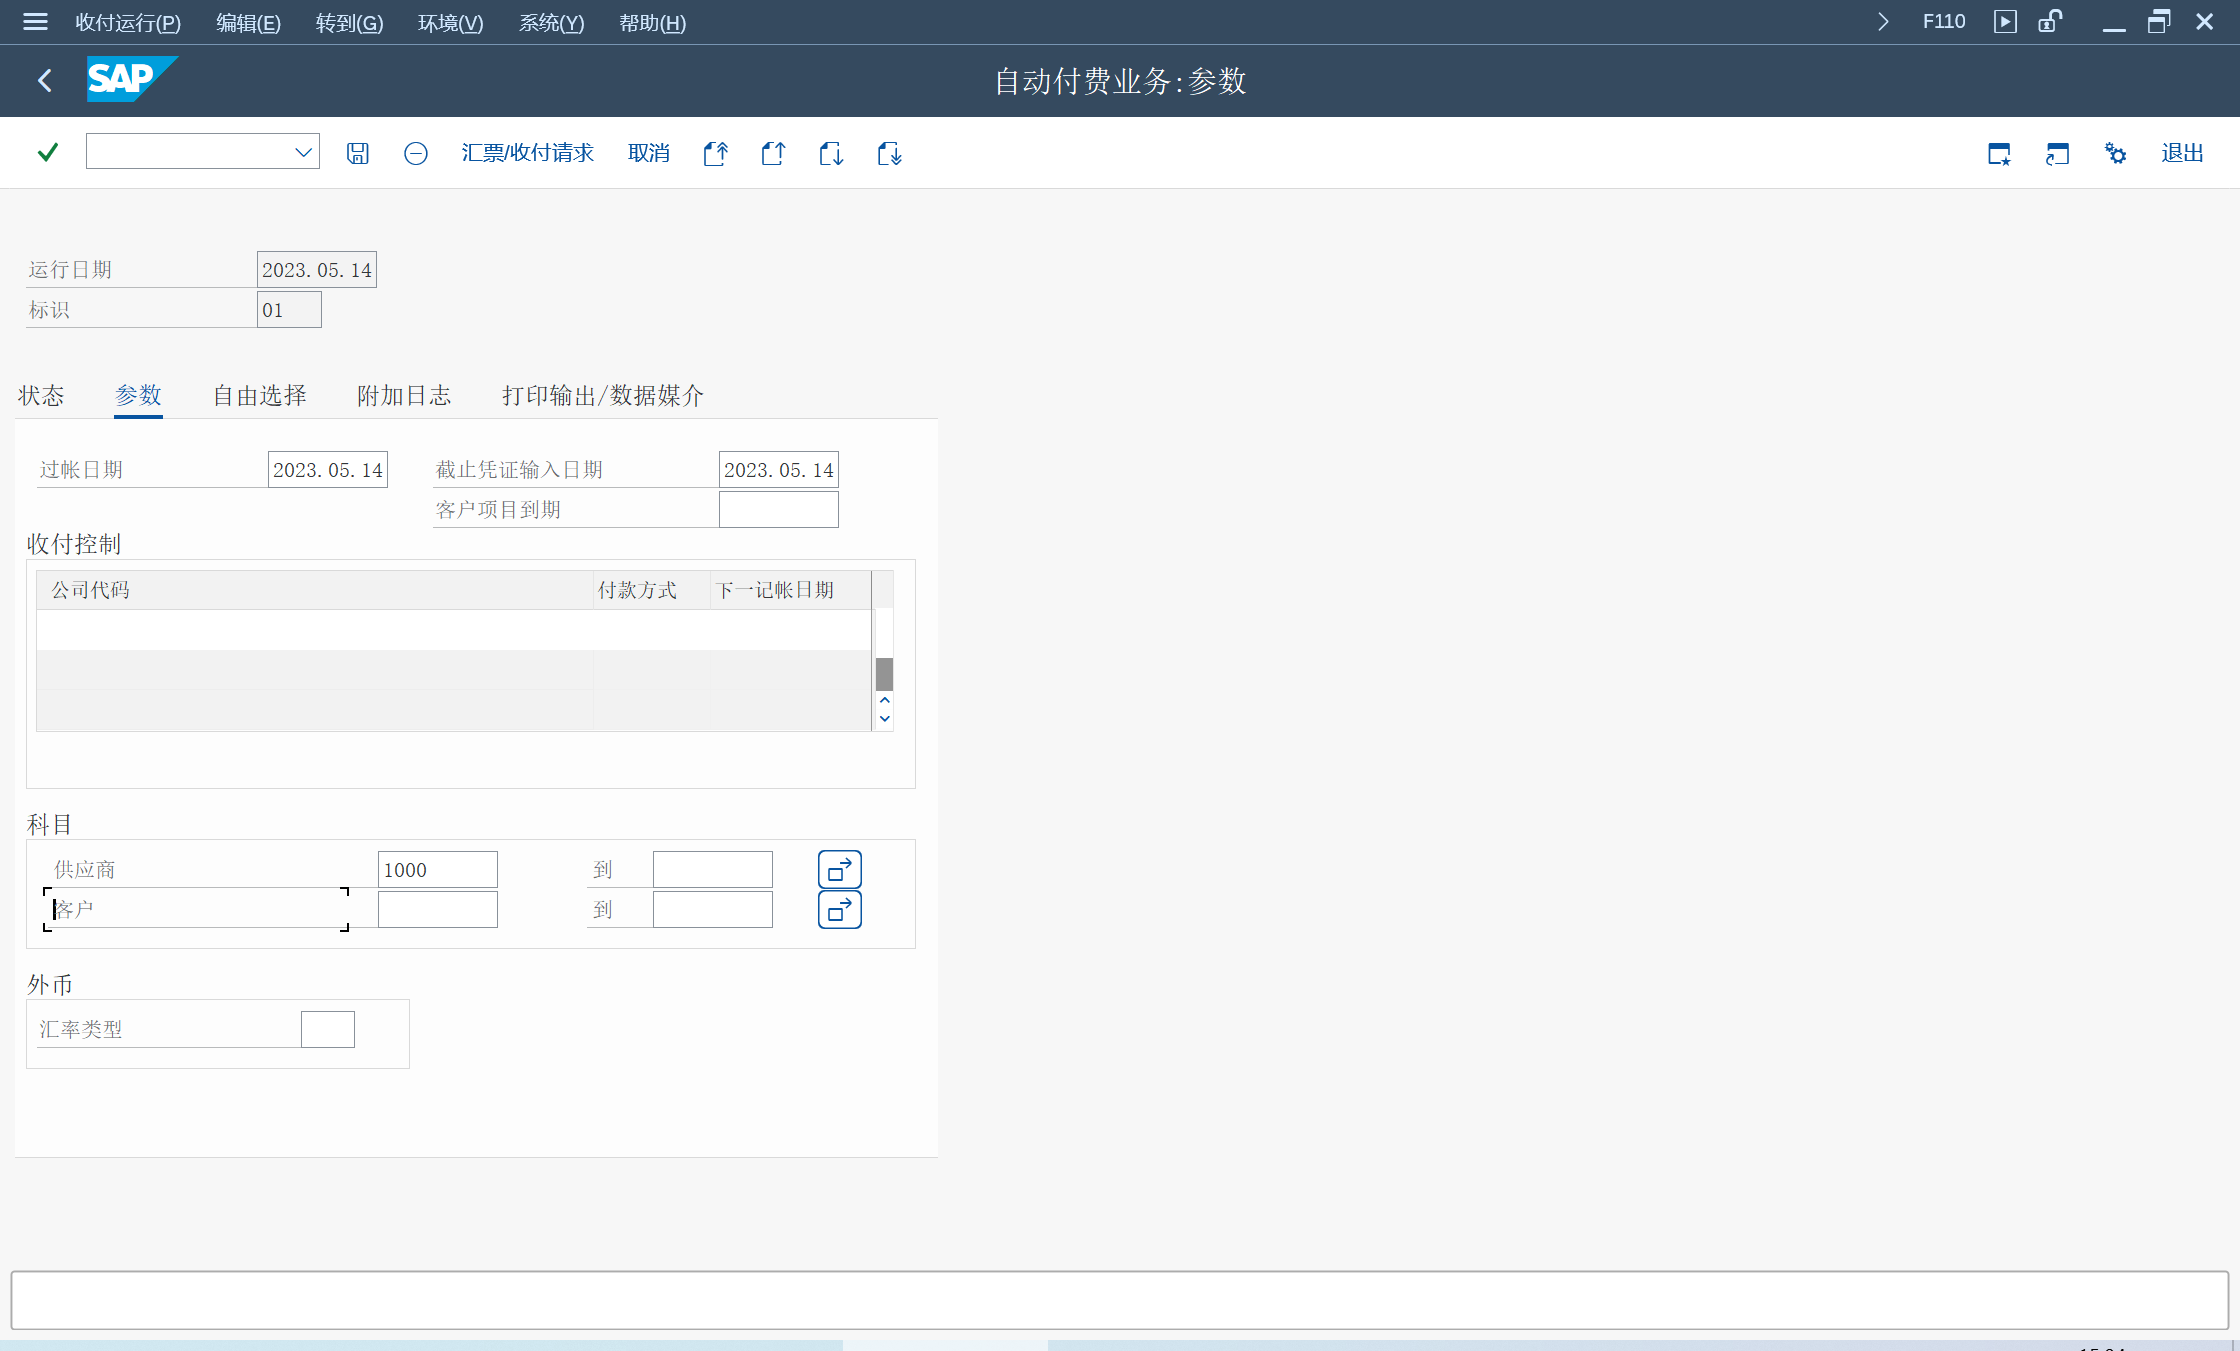 收付运行(P) 编辑(E) 转到(G) 环境(V) 系统(Y) 帮助(H) F110
SAP 自动付费业务:参数
汇票/收付请求 取消 退出
运行日期 2023.05.14
标识 01
状态 参数 自由选择 附加日志 打印输出/数据媒介
过帐日期 2023.05.14 截止凭证输入日期 2023.05.14
客户项目到期
收付控制
公司代码 付款方式 下一记帐日期
科目
供应商 1000 到
客户 到
外币
汇率类型